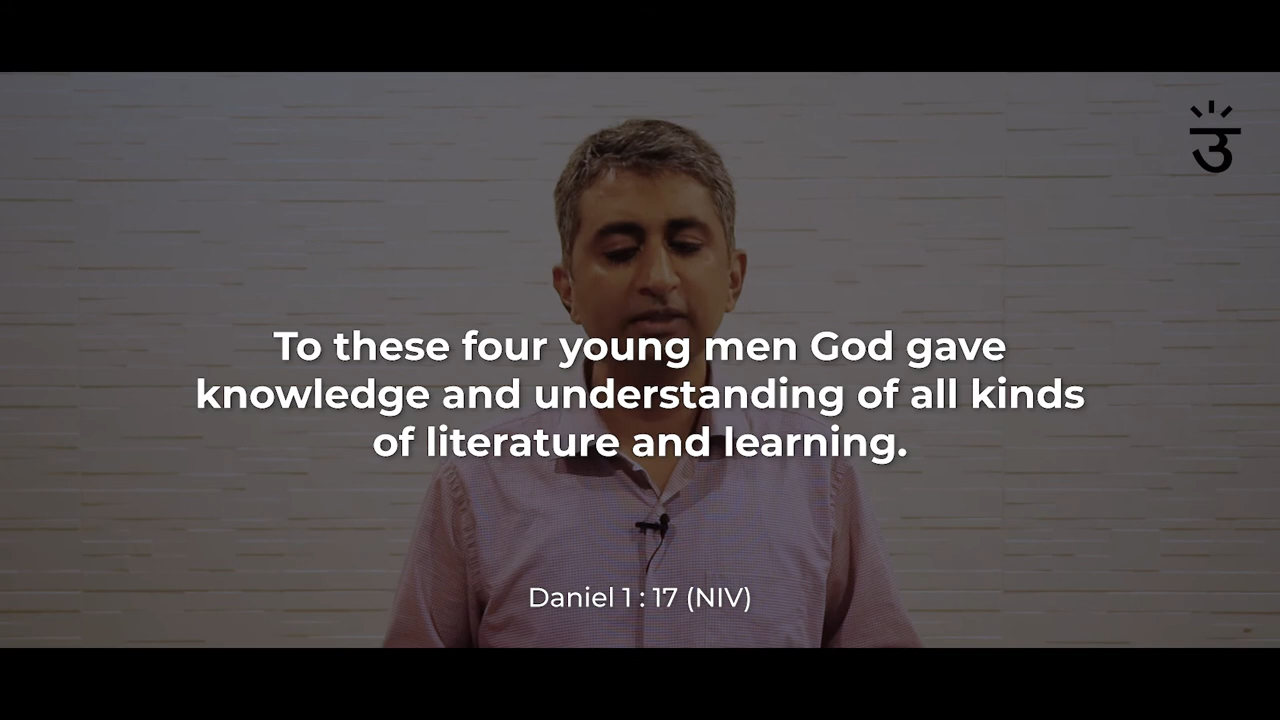 उ
To these four young men God gave
knowledge and understanding of all kinds
of literature and learning.
Daniel 1 : 17 (NIV)